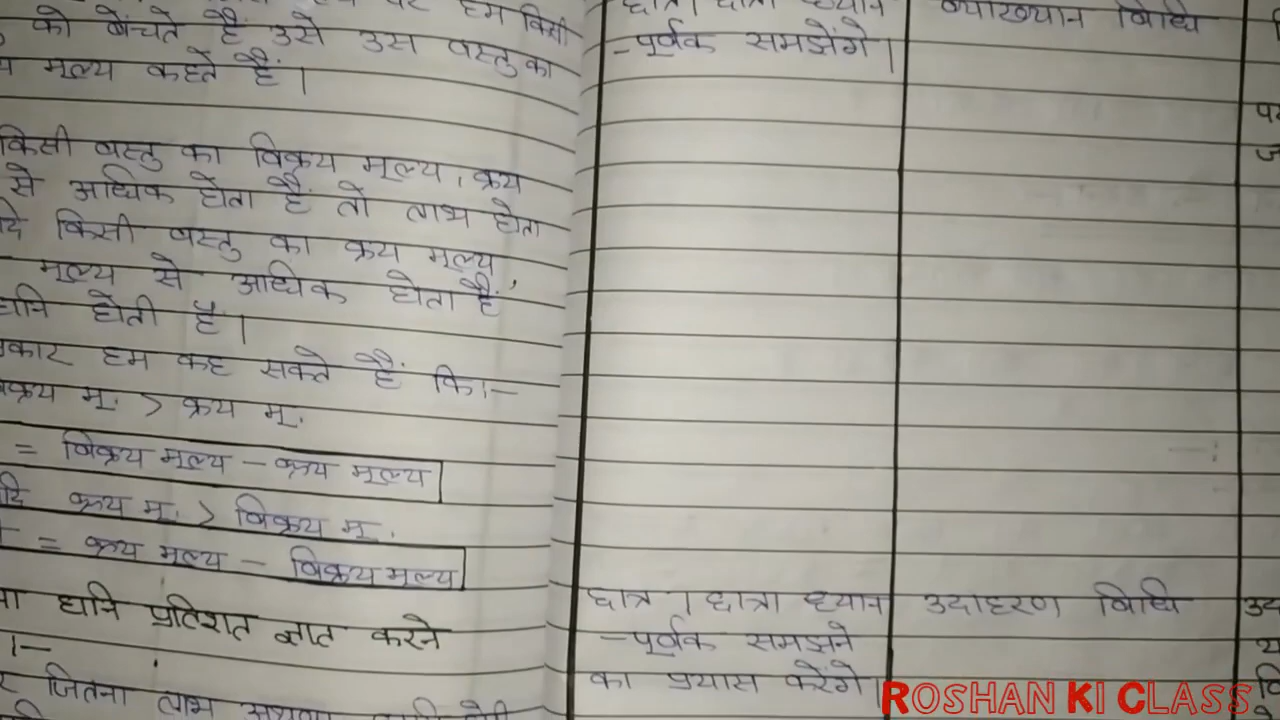 हम किसी
को बेंचते हैं उसे उस वस्तु का
मूल्य कहते हैं।
किसी वस्तु का विक्रय मूल्य, क्रय
से अधिक होता है तो लाभ होता
किसी वस्तु का क्रय मूल्य
मूल्य से अधिक होता है
हानि होती है।
हम कह सकते हैं कि:-
क्रय मू. > क्रय मू.
= विक्रय मूल्य - क्रय मूल्य
क्रय मू. > विक्रय मू.
= क्रय मूल्य - विक्रय मूल्य
हानि प्रतिशत ज्ञात करने
:-
जितना लाभ अथवा
छात्र / छात्रा ध्यान
-पूर्वक समझेंगे।
छात्र / छात्रा ध्यान
-पूर्वक समझने
का प्रयास करेंगे।
व्याख्यान विधि
उदाहरण विधि
ROSHAN KI CLASS